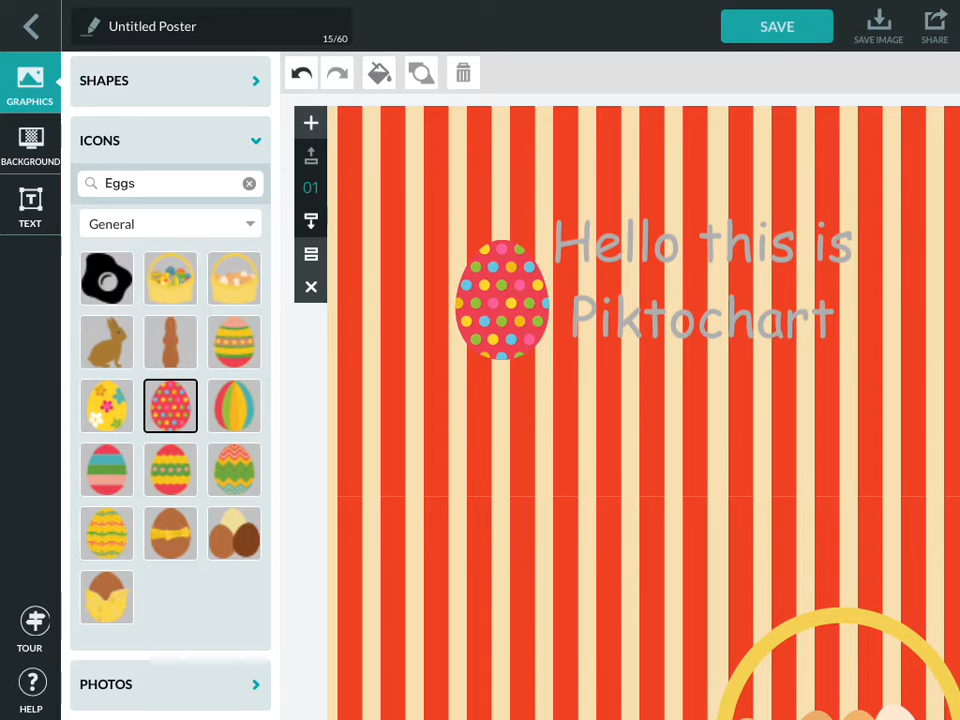 Untitled Poster
15/60
SAVE
SAVE IMAGE
SHARE
GRAPHICS
BACKGROUND
TEXT
TOUR
HELP
SHAPES
ICONS
Eggs
General
PHOTOS
01
Hello this is
Piktochart